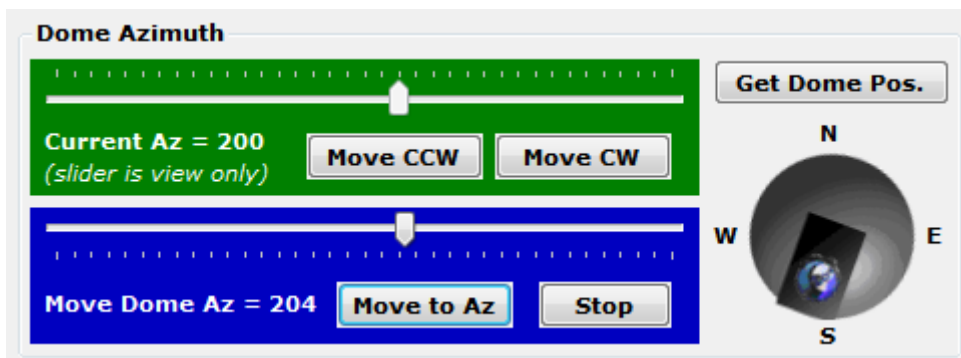 Dome Azimuth
Current Az = 200
(slider is view only)
Move CCW
Move CW
Move Dome Az = 204
Move to Az
Stop
Get Dome Pos.
N
W
E
S